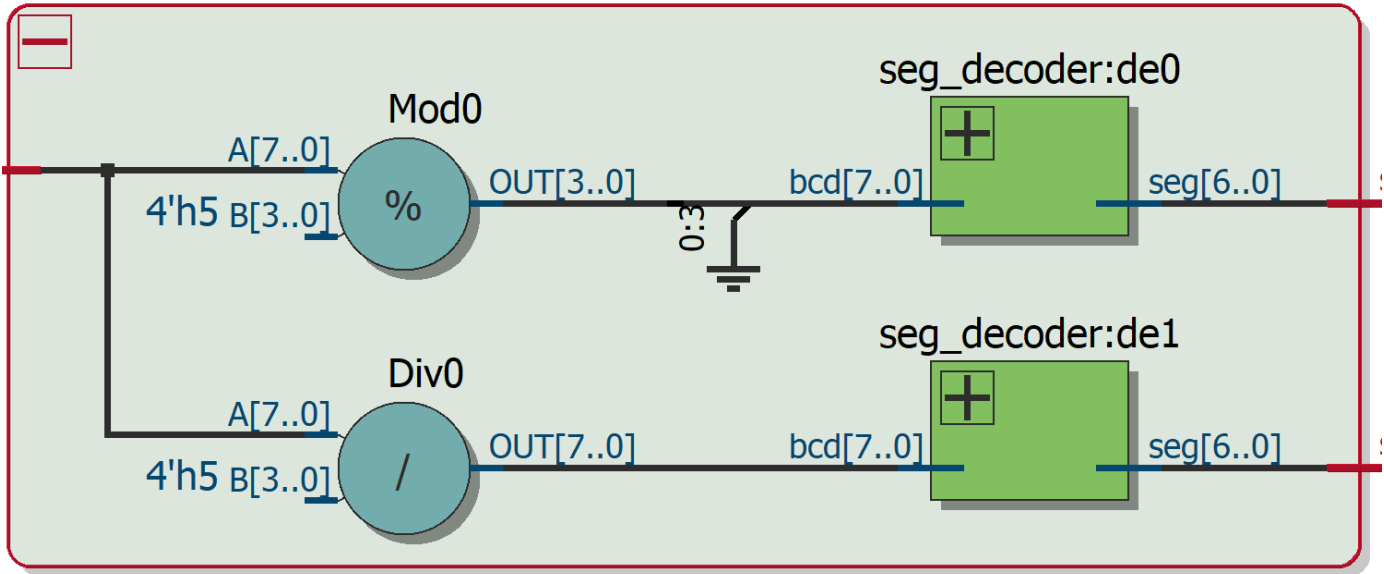 seg_decoder:de0
Mod0
A[7..0]
4'h5 B[3..0]
%
OUT[3..0]
0:3
bcd[7..0]
seg[6..0]
seg_decoder:de1
Div0
A[7..0]
4'h5 B[3..0]
/
OUT[7..0]
bcd[7..0]
seg[6..0]